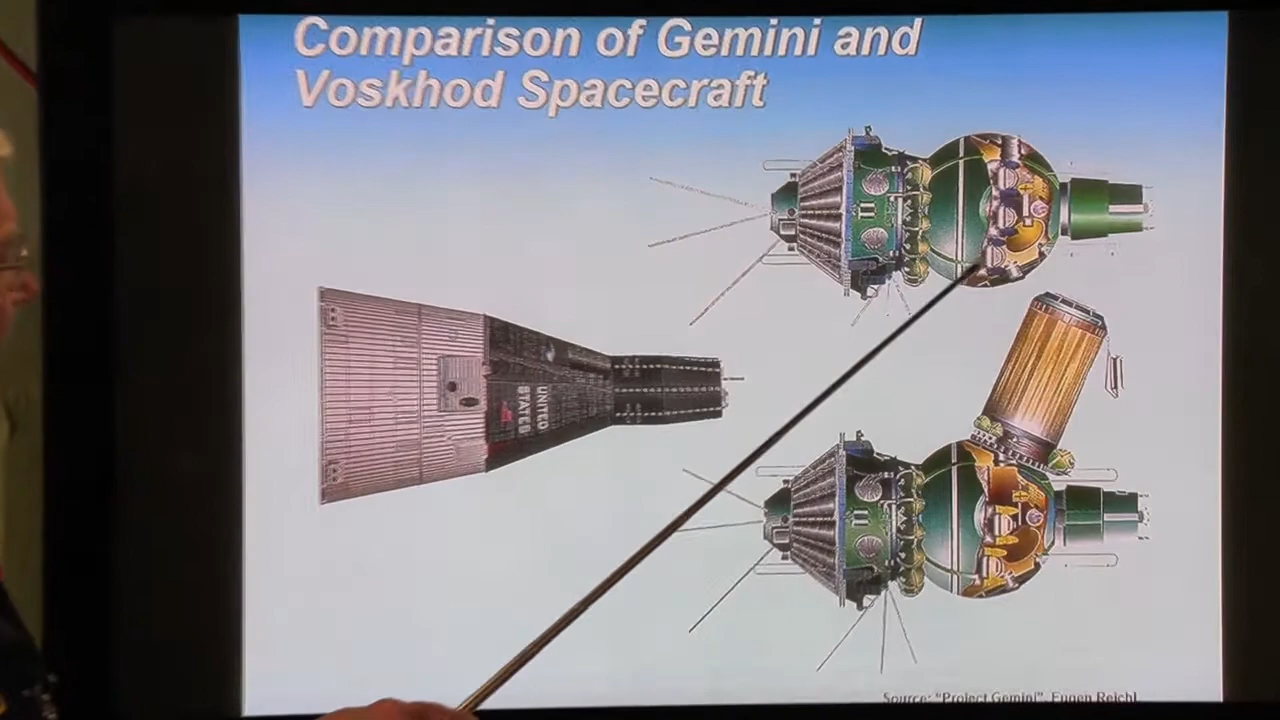 Comparison of Gemini and
Voskhod Spacecraft
UNITED
STATES
Source: "Project Gemini", Eugen Reichl